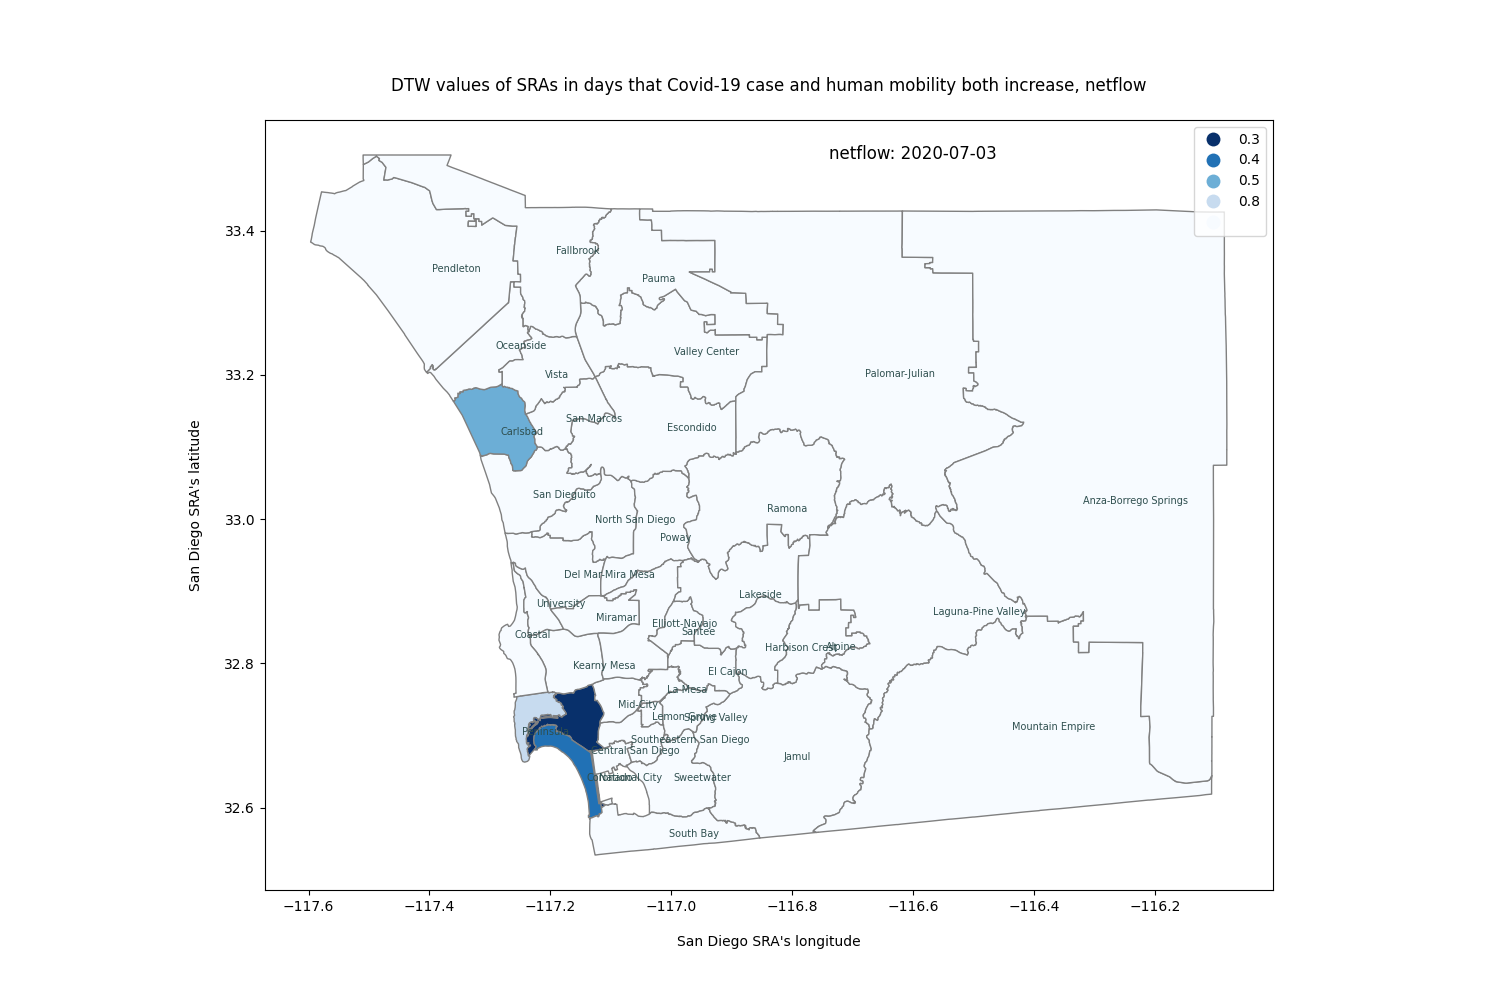 DTW values of SRAs in days that Covid-19 case and human mobility both increase, netflow
netflow: 2020-07-03
0.3
0.4
0.5
0.8
33.4
33.2
33.0
32.8
32.6
San Diego SRA's latitude
Fallbrook
Pendleton
Pauma
Oceanside
Valley Center
Vista
Palomar-Julian
San Marcos
Carlsbad
Escondido
San Dieguito
Anza-Borrego Springs
Ramona
North San Diego
Poway
Del Mar-Mira Mesa
Lakeside
University
Miramar
Laguna-Pine Valley
Elliott-Navajo
Santee
Coastal
Harbison Crest
Alpine
Kearny Mesa
El Cajon
La Mesa
Mid-City
Lemon Grove
Spring Valley
Mountain Empire
Peninsula
Southeastern San Diego
Central San Diego
Jamul
Coronado
National City
Sweetwater
South Bay
−117.6
−117.4
−117.2
−117.0
−116.8
−116.6
−116.4
−116.2
San Diego SRA's longitude